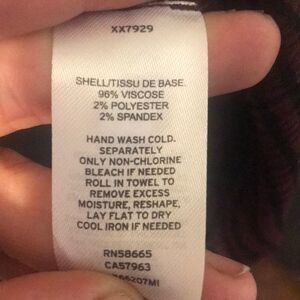 XX7929
SHELL/TISSU DE BASE.
96% VISCOSE
2% POLYESTER
2% SPANDEX
HAND WASH COLD.
SEPARATELY
ONLY NON-CHLORINE
BLEACH IF NEEDED
ROLL IN TOWEL TO
REMOVE EXCESS
MOISTURE, RESHAPE,
LAY FLAT TO DRY
COOL IRON IF NEEDED
RN58665
CA57963